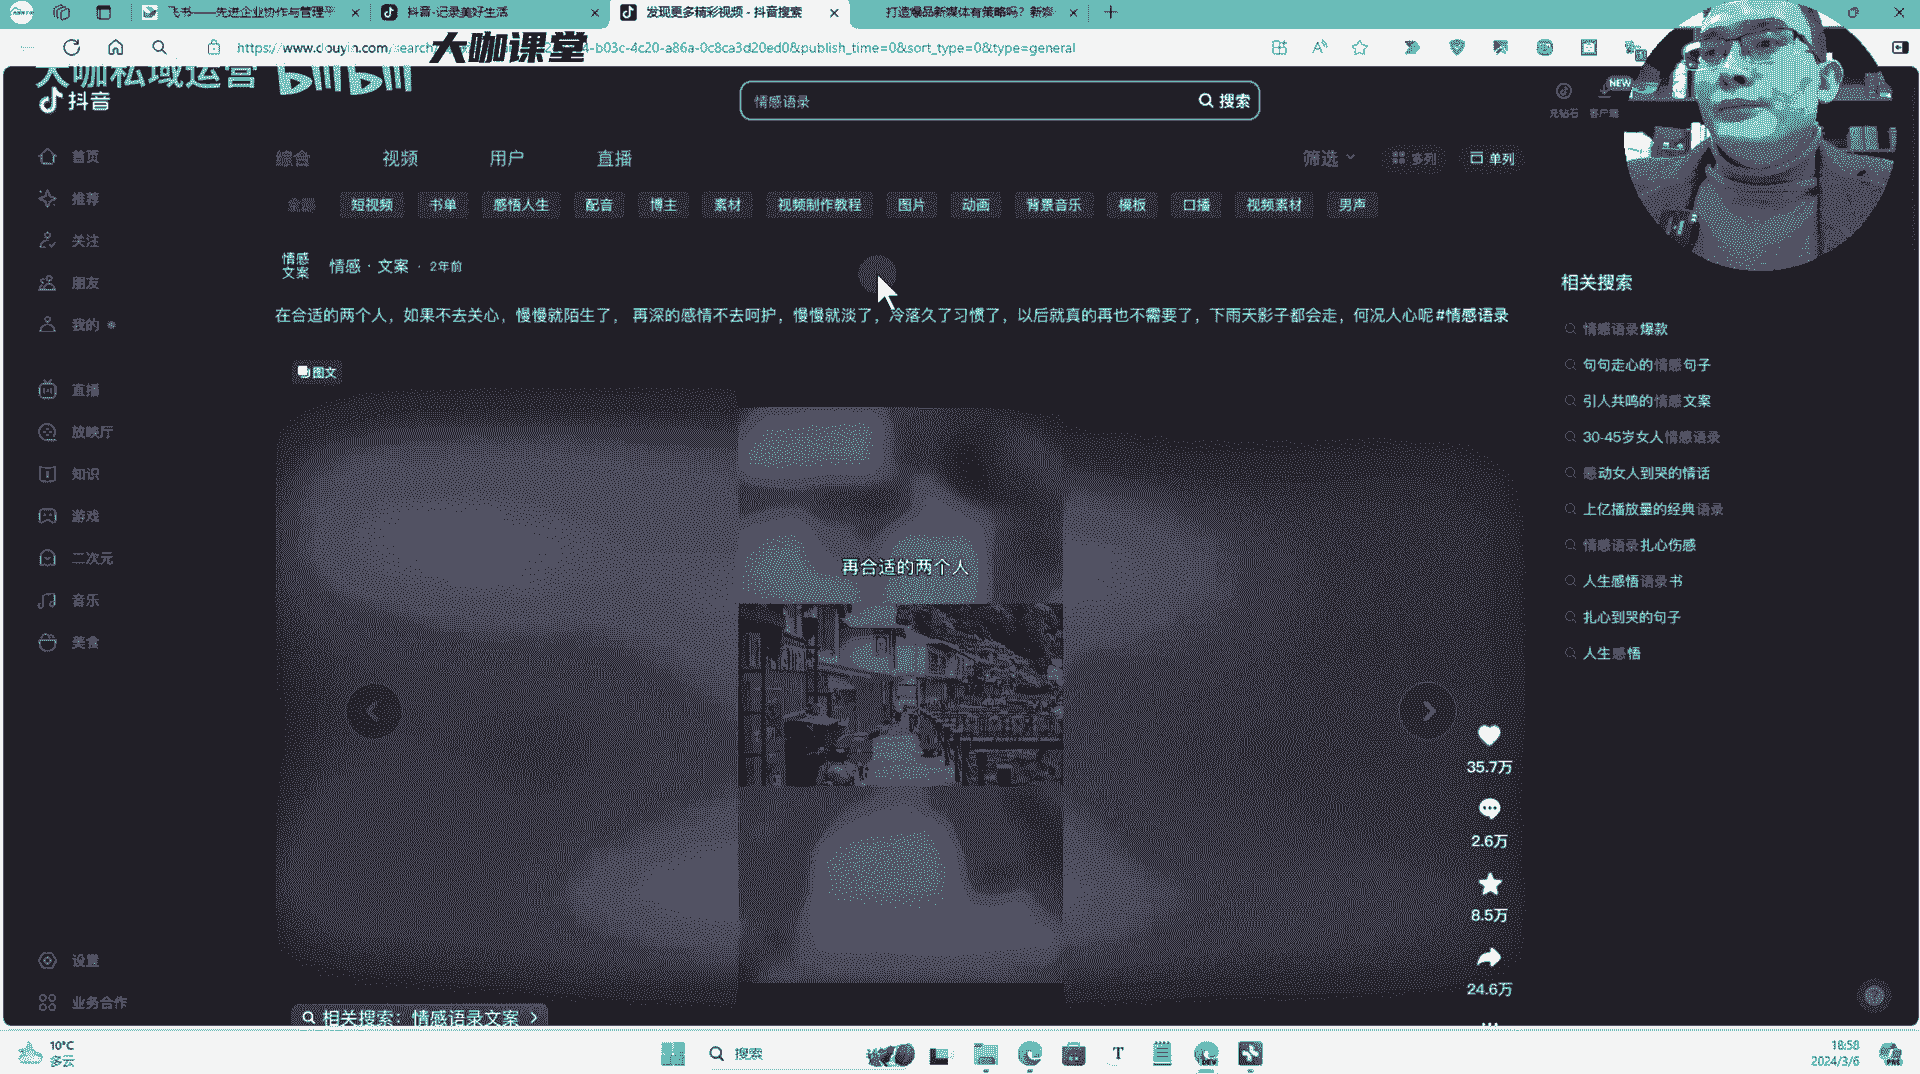 飞书——先进企业协作与管理平
抖音-记录美好生活
发现更多精彩视频 - 抖音搜索
打造爆品新媒体有策略吗？新媒
大咖课堂
大咖私域运营 bilibili
抖音
情感语录
搜索
NEW
充钻石
客户端
首页
推荐
关注
朋友
我的
直播
放映厅
知识
游戏
二次元
音乐
美食
设置
业务合作
综合 视频 用户 直播
筛选 多列 单列
全部 短视频 书单 感悟人生 配音 博主 素材 视频制作教程 图片 动画 背景音乐 模板 口播 视频素材 男声
情感文案
情感·文案 · 2年前
在合适的两个人，如果不去关心，慢慢就陌生了， 再深的感情不去呵护，慢慢就淡了，冷落久了习惯了，以后就真的再也不需要了，下雨天影子都会走，何况人心呢#情感语录
图文
再合适的两个人
35.7万
2.6万
8.5万
24.6万
相关搜索：情感语录文案
相关搜索
情感语录爆款
句句走心的情感句子
引人共鸣的情感文案
30-45岁女人情感语录
感动女人到哭的情话
上亿播放量的经典语录
情感语录扎心伤感
人生感悟语录书
扎心到哭的句子
人生感悟
10°C
多云
搜索
18:58
2024/3/6